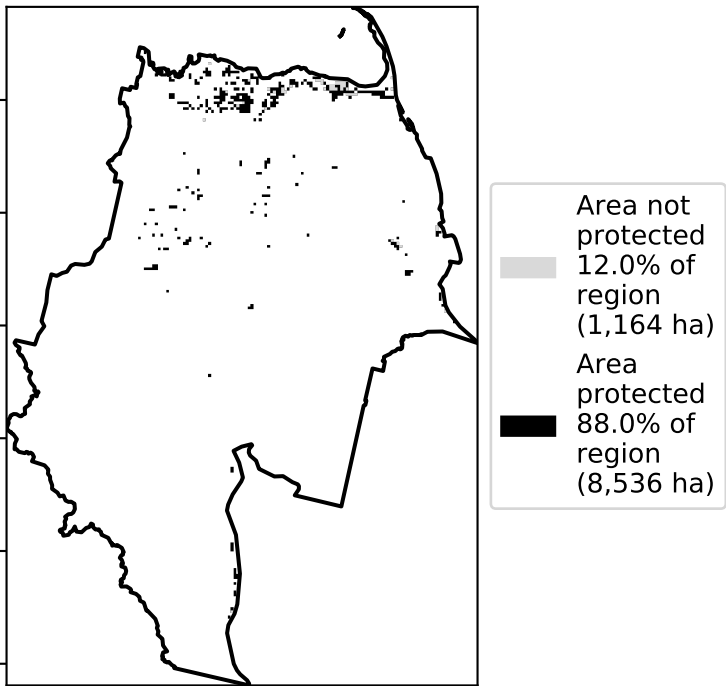 Area not
protected
12.0% of
region
(1,164 ha)
Area
protected
88.0% of
region
(8,536 ha)